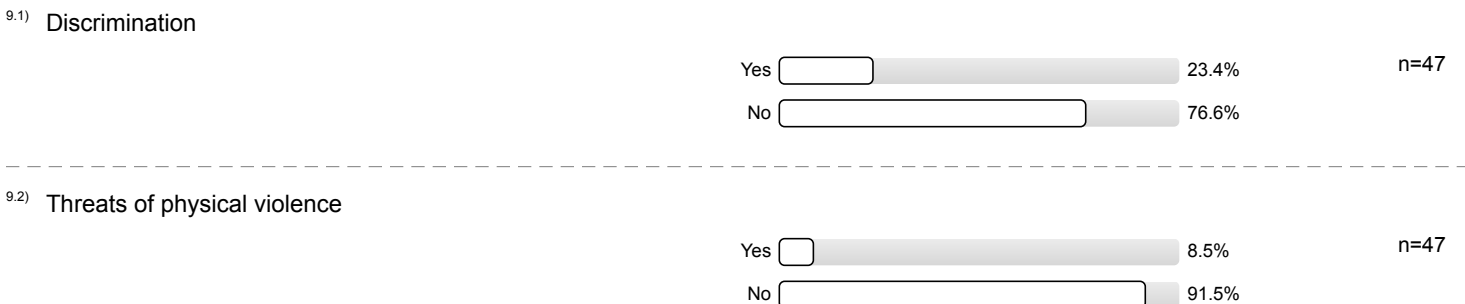 9.1) Discrimination
Yes 23.4% n=47
No 76.6%
9.2) Threats of physical violence
Yes 8.5% n=47
No 91.5%